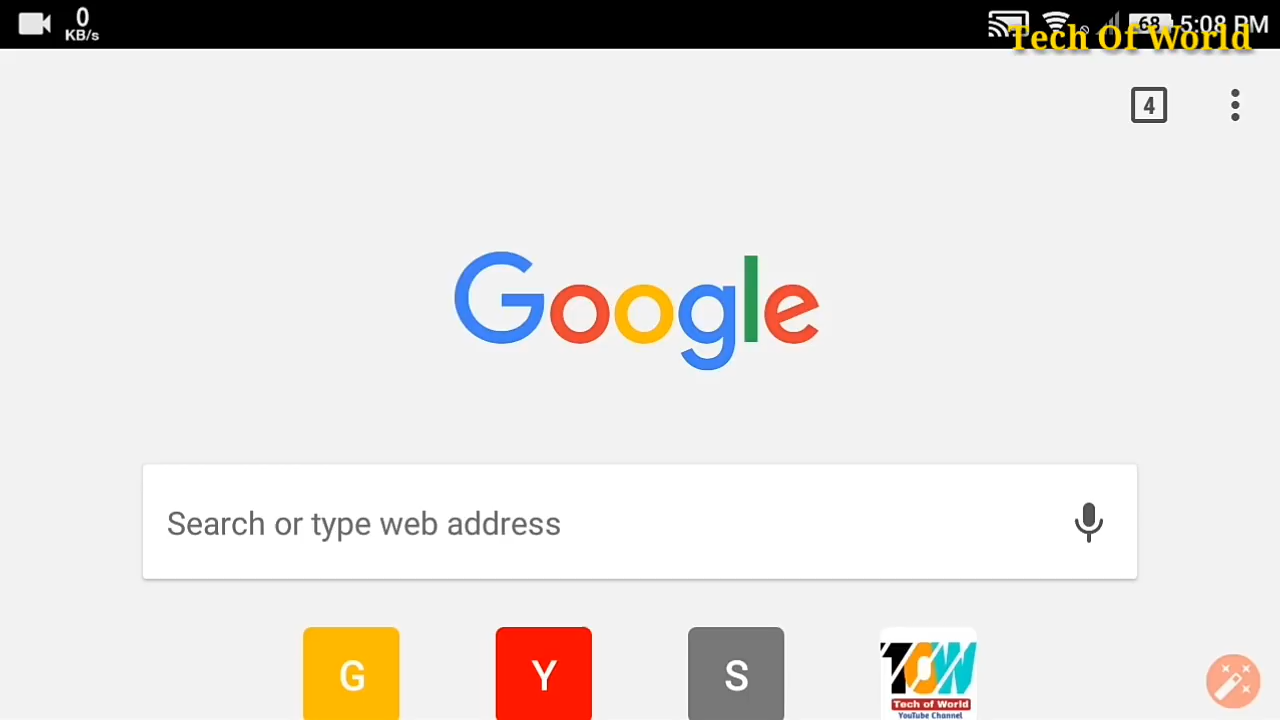 0
KB/s
68 5:08 PM
Tech Of World
4
Google
Search or type web address
G
Y
S
TOW
Tech of World
YouTube Channel